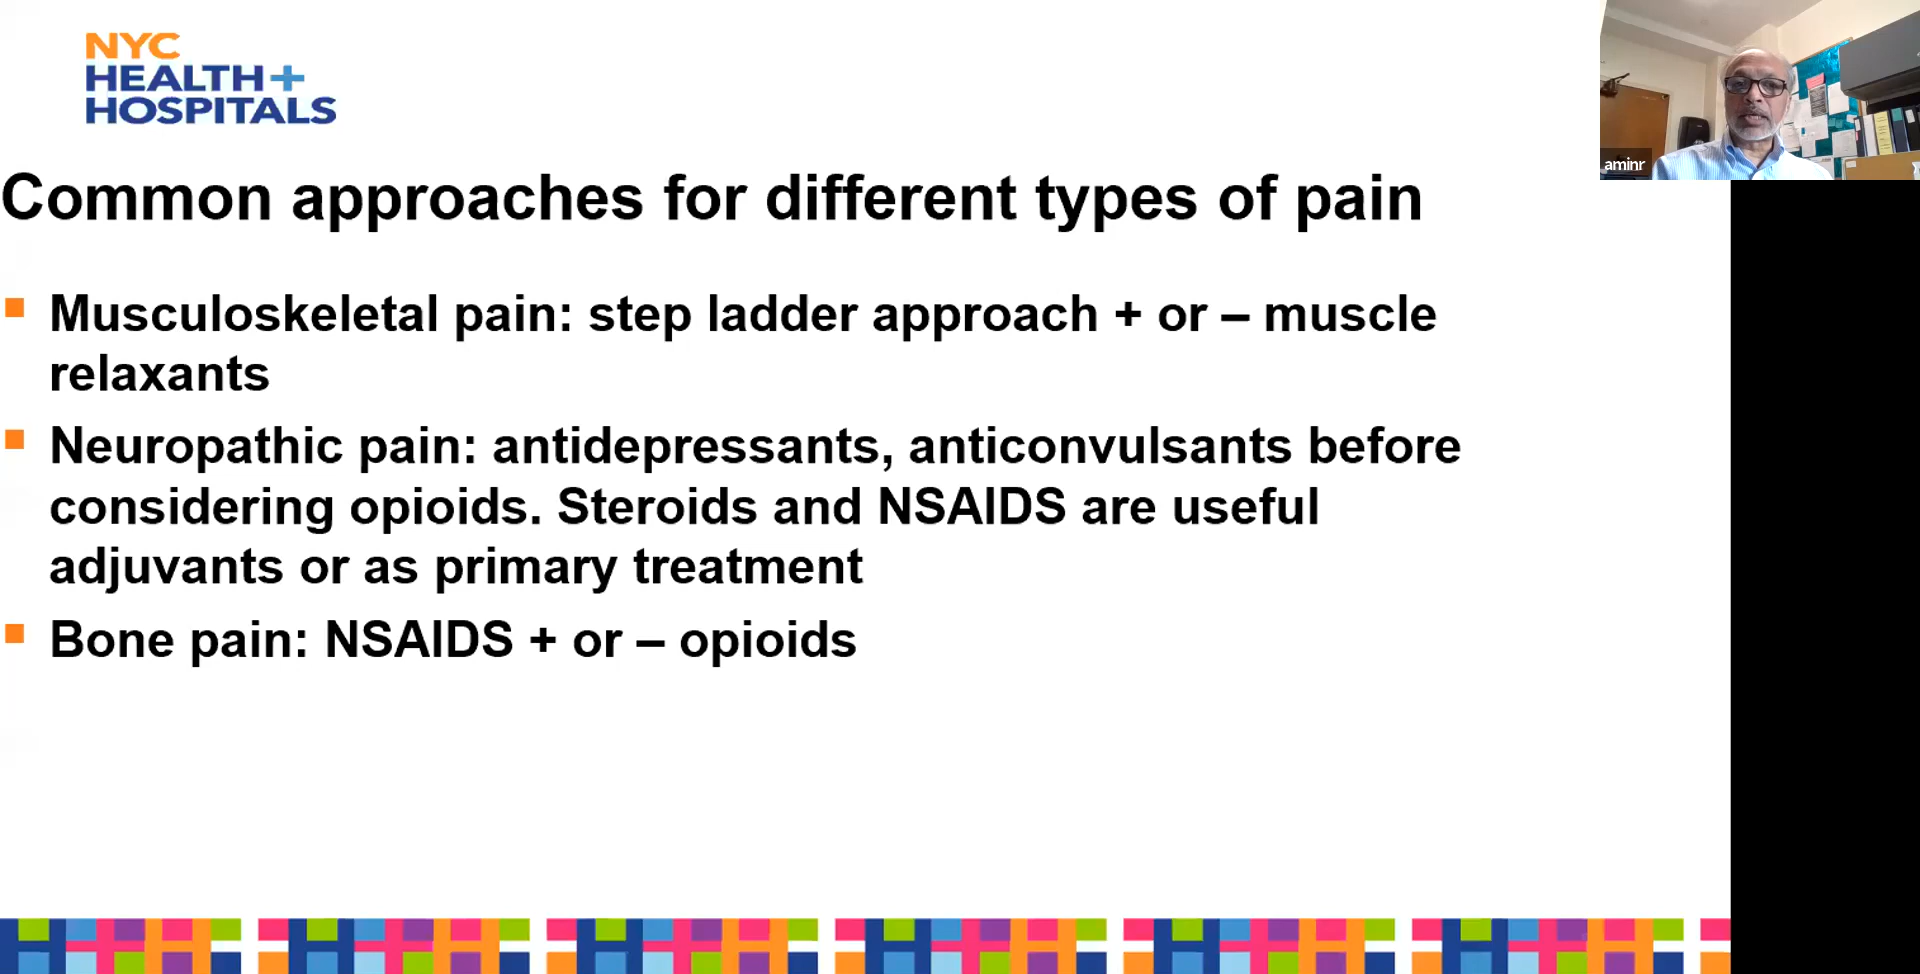 NYC
HEALTH+
HOSPITALS
aminr
Common approaches for different types of pain
Musculoskeletal pain: step ladder approach + or – muscle
relaxants
Neuropathic pain: antidepressants, anticonvulsants before
considering opioids. Steroids and NSAIDS are useful
adjuvants or as primary treatment
Bone pain: NSAIDS + or – opioids